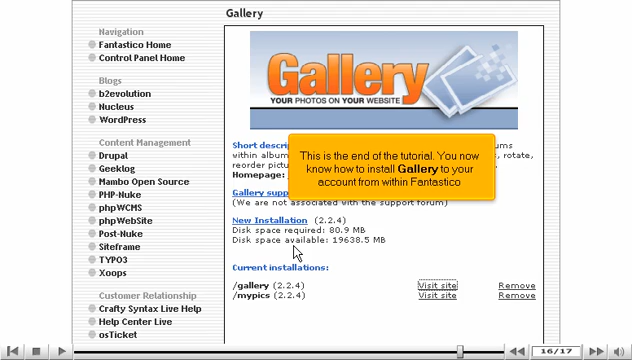 Gallery
Navigation
Fantastico Home
Control Panel Home
Blogs
b2evolution
Nucleus
WordPress
Content Management
Drupal
Geeklog
Mambo Open Source
PHP-Nuke
phpWCMS
phpWebSite
Post-Nuke
Siteframe
TYPO3
Xoops
Customer Relationship
Crafty Syntax Live Help
Help Center Live
osTicket
Gallery
YOUR PHOTOS ON YOUR WEBSITE
Short
within
rotate,
reorder
Homepage:
This is the end of the tutorial. You now
know how to install Gallery to your
account from within Fantastico
Gallery
(We are not associated with the support forum)
New Installation (2.2.4)
Disk space required: 80.9 MB
Disk space available: 19638.5 MB
Current installations:
/gallery (2.2.4) Visit site Remove
/mypics (2.2.4) Visit site Remove
16/17